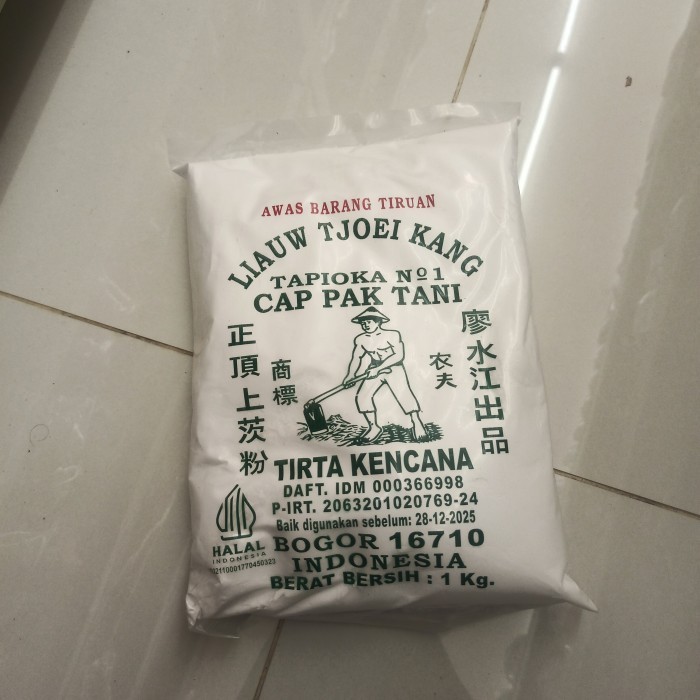 AWAS BARANG TIRUAN
LIAUW TJOEI KANG
TAPIOKA Nº1
CAP PAK TANI
正頂上茨粉
商標
农夫
廖水江出品
TIRTA KENCANA
DAFT. IDM 000366998
P-IRT. 2063201020769-24
Baik digunakan sebelum: 28-12-2025
HALAL
INDONESIA
BOGOR 16710
INDONESIA
BERAT BERSIH : 1 Kg.